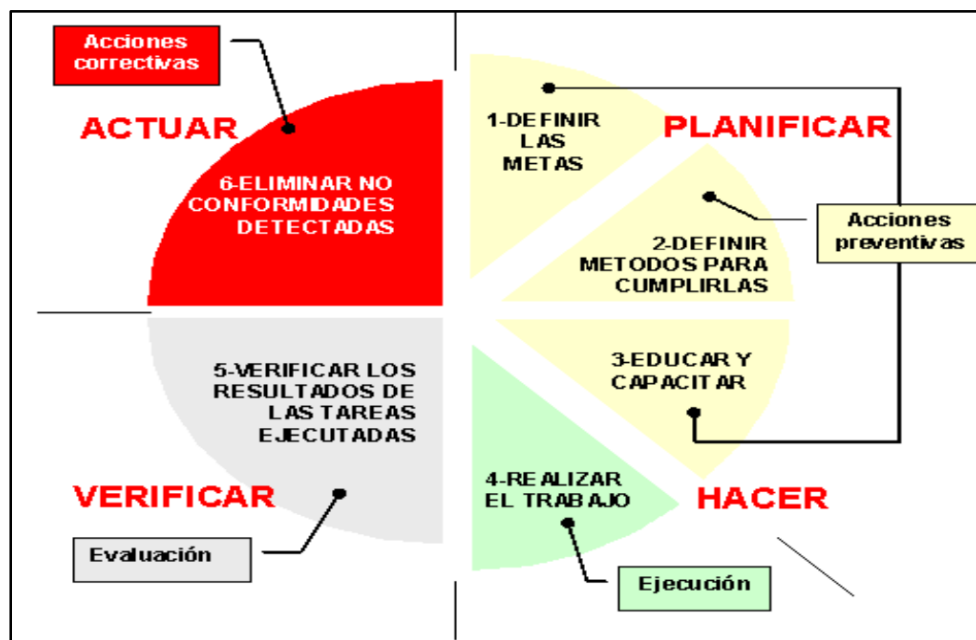 Acciones
correctivas
ACTUAR
6-ELIMINAR NO
CONFORMIDADES
DETECTADAS
1-DEFINIR
LAS
METAS
PLANIFICAR
2-DEFINIR
METODOS PARA
CUMPLIRLAS
Acciones
preventivas
3-EDUCAR Y
CAPACITAR
HACER
4-REALIZAR
EL TRABAJO
Ejecución
5-VERIFICAR LOS
RESULTADOS DE
LAS TAREAS
EJECUTADAS
VERIFICAR
Evaluación